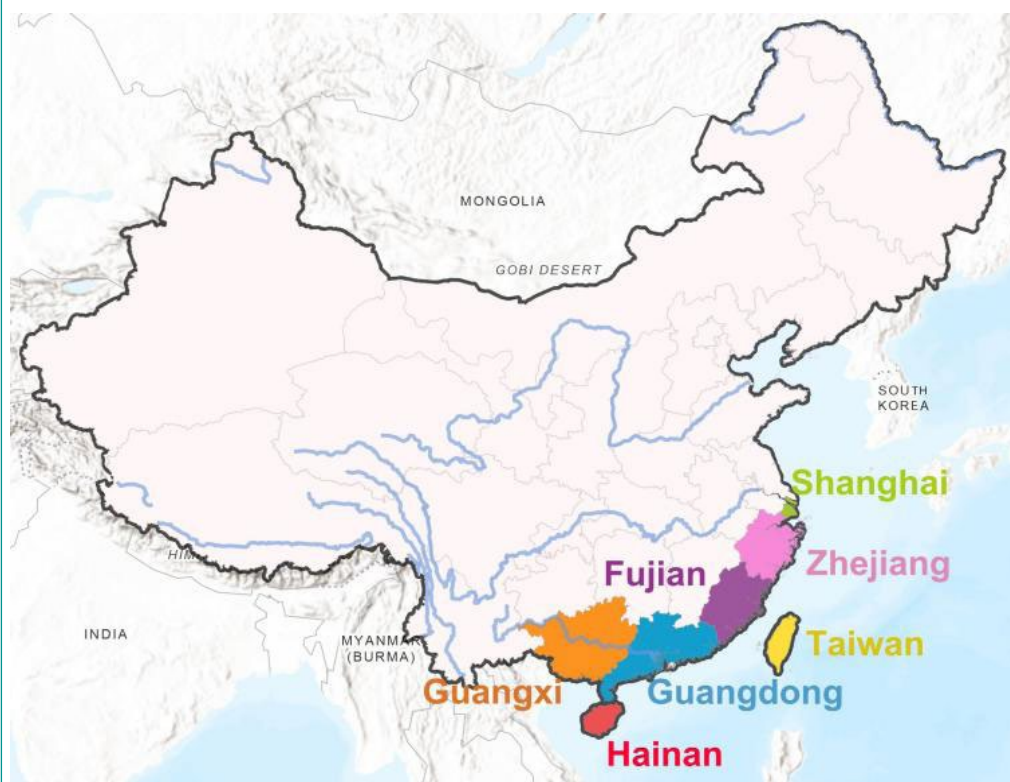 MONGOLIA
GOBI DESERT
SOUTH
KOREA
Shanghai
Zhejiang
Fujian
Taiwan
Guangxi
Guangdong
Hainan
INDIA
MYANMAR
(BURMA)